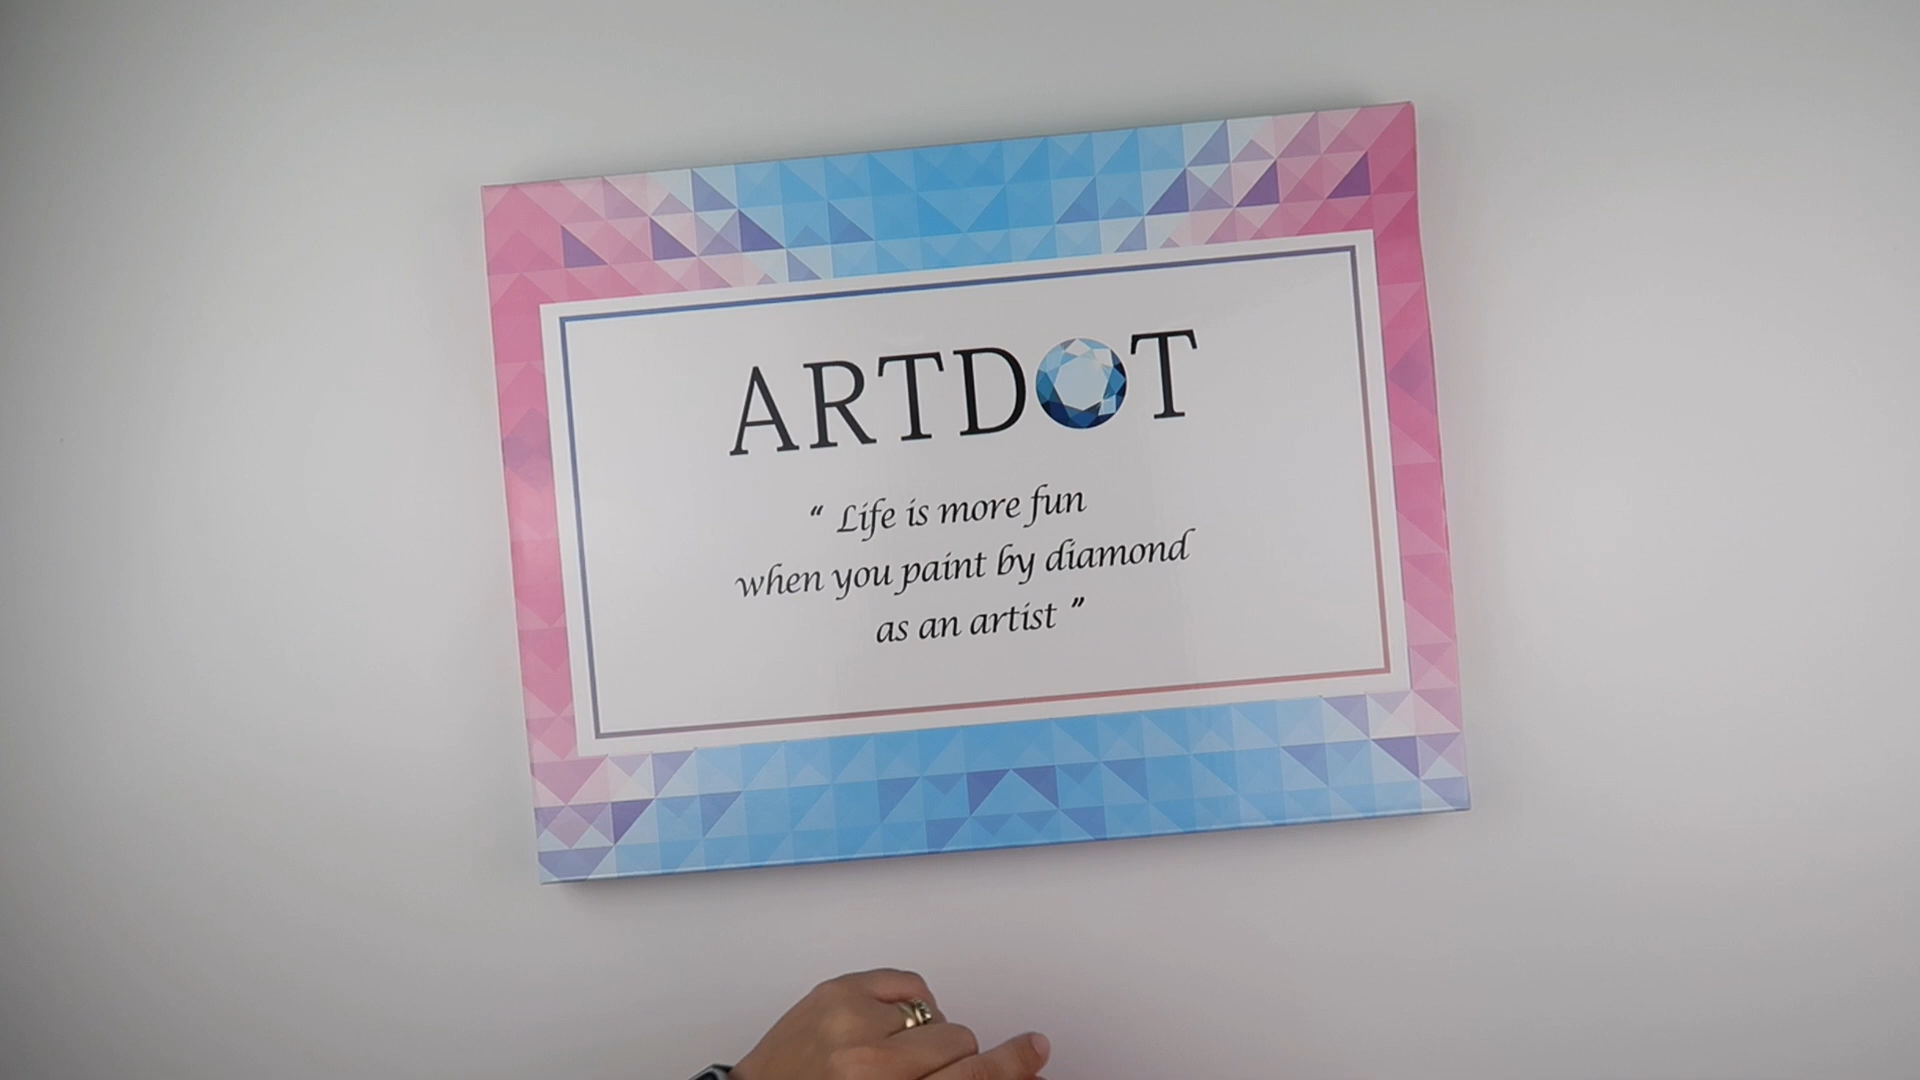 ARTDOT
“ Life is more fun
when you paint by diamond
as an artist ”